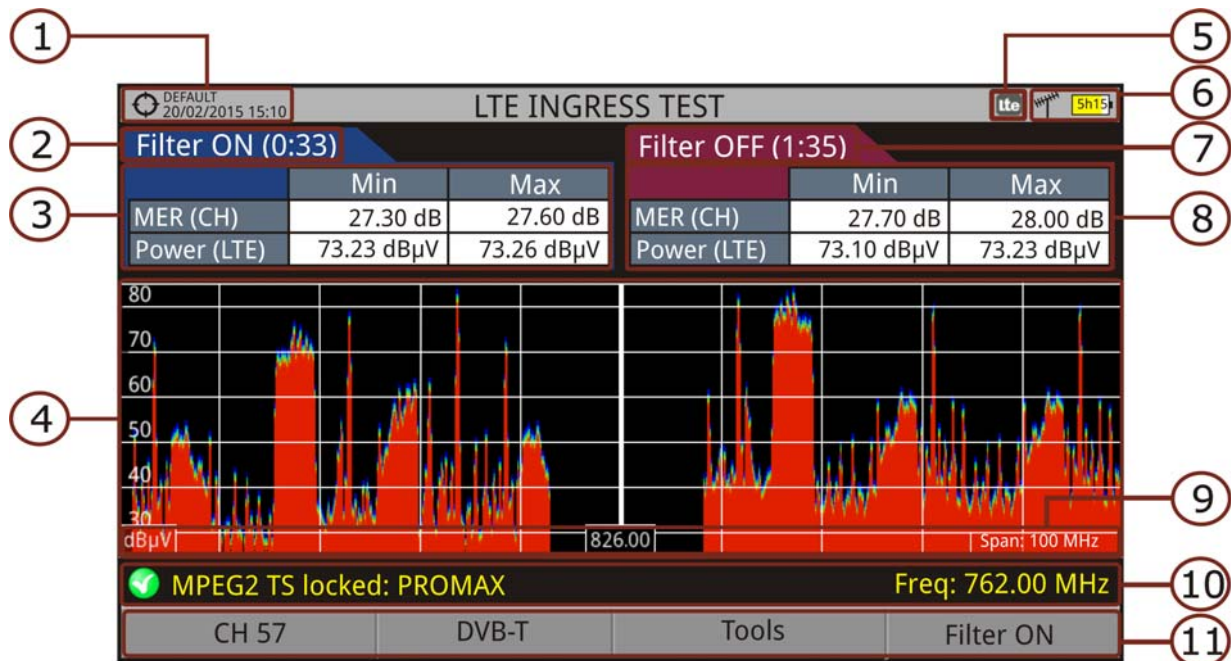 1
5
6
DEFAULT
20/02/2015 15:10
LTE INGRESS TEST
lte
5h15
2
Filter ON (0:33)
Filter OFF (1:35)
7
Min Max
Min Max
3
MER (CH) 27.30 dB 27.60 dB
MER (CH) 27.70 dB 28.00 dB
8
Power (LTE) 73.23 dBµV 73.26 dBµV
Power (LTE) 73.10 dBµV 73.23 dBµV
80
70
60
4
50
40
9
30
dBµV
826.00
Span: 100 MHz
MPEG2 TS locked: PROMAX
Freq: 762.00 MHz
10
CH 57
DVB-T
Tools
Filter ON
11